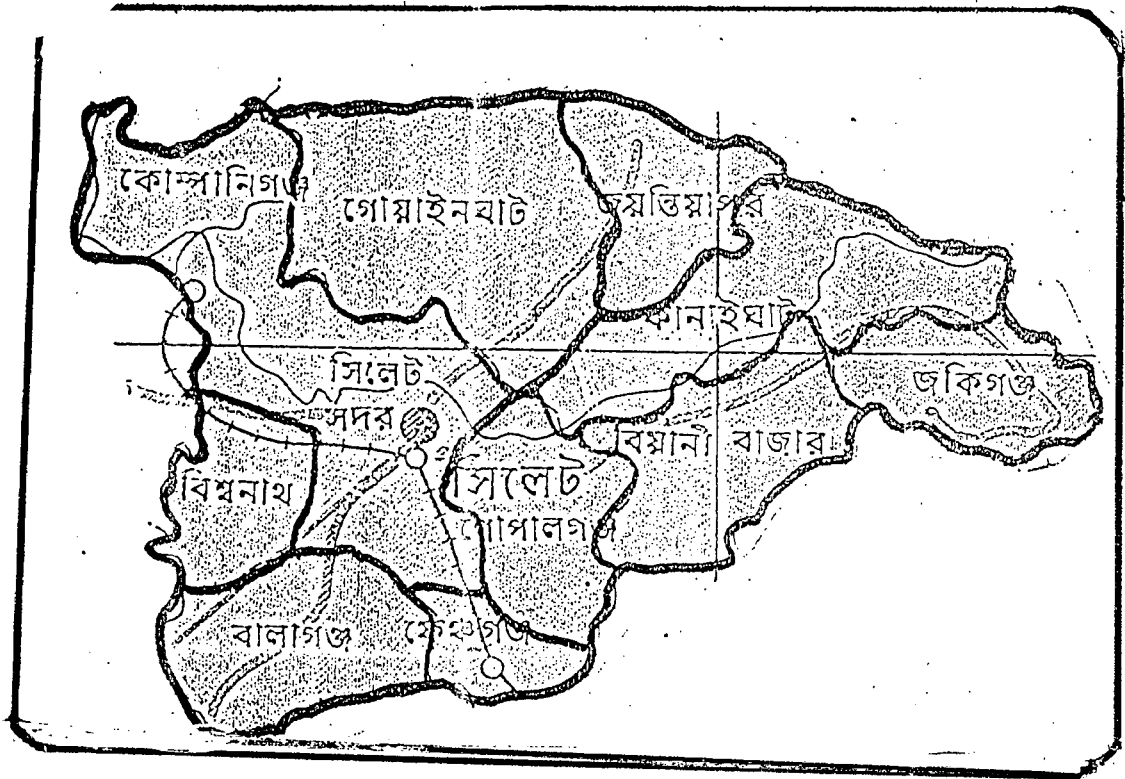 কোম্পানিগঞ্জ
গোয়াইনঘাট
জয়ন্তিয়াপুর
কানাইঘাট
সিলেট
সদর
জকিগঞ্জ
বিয়ানী বাজার
সিলেট
বিশ্বনাথ
গোপালগঞ্জ
বালাগঞ্জ
ফেঞ্চুগঞ্জ